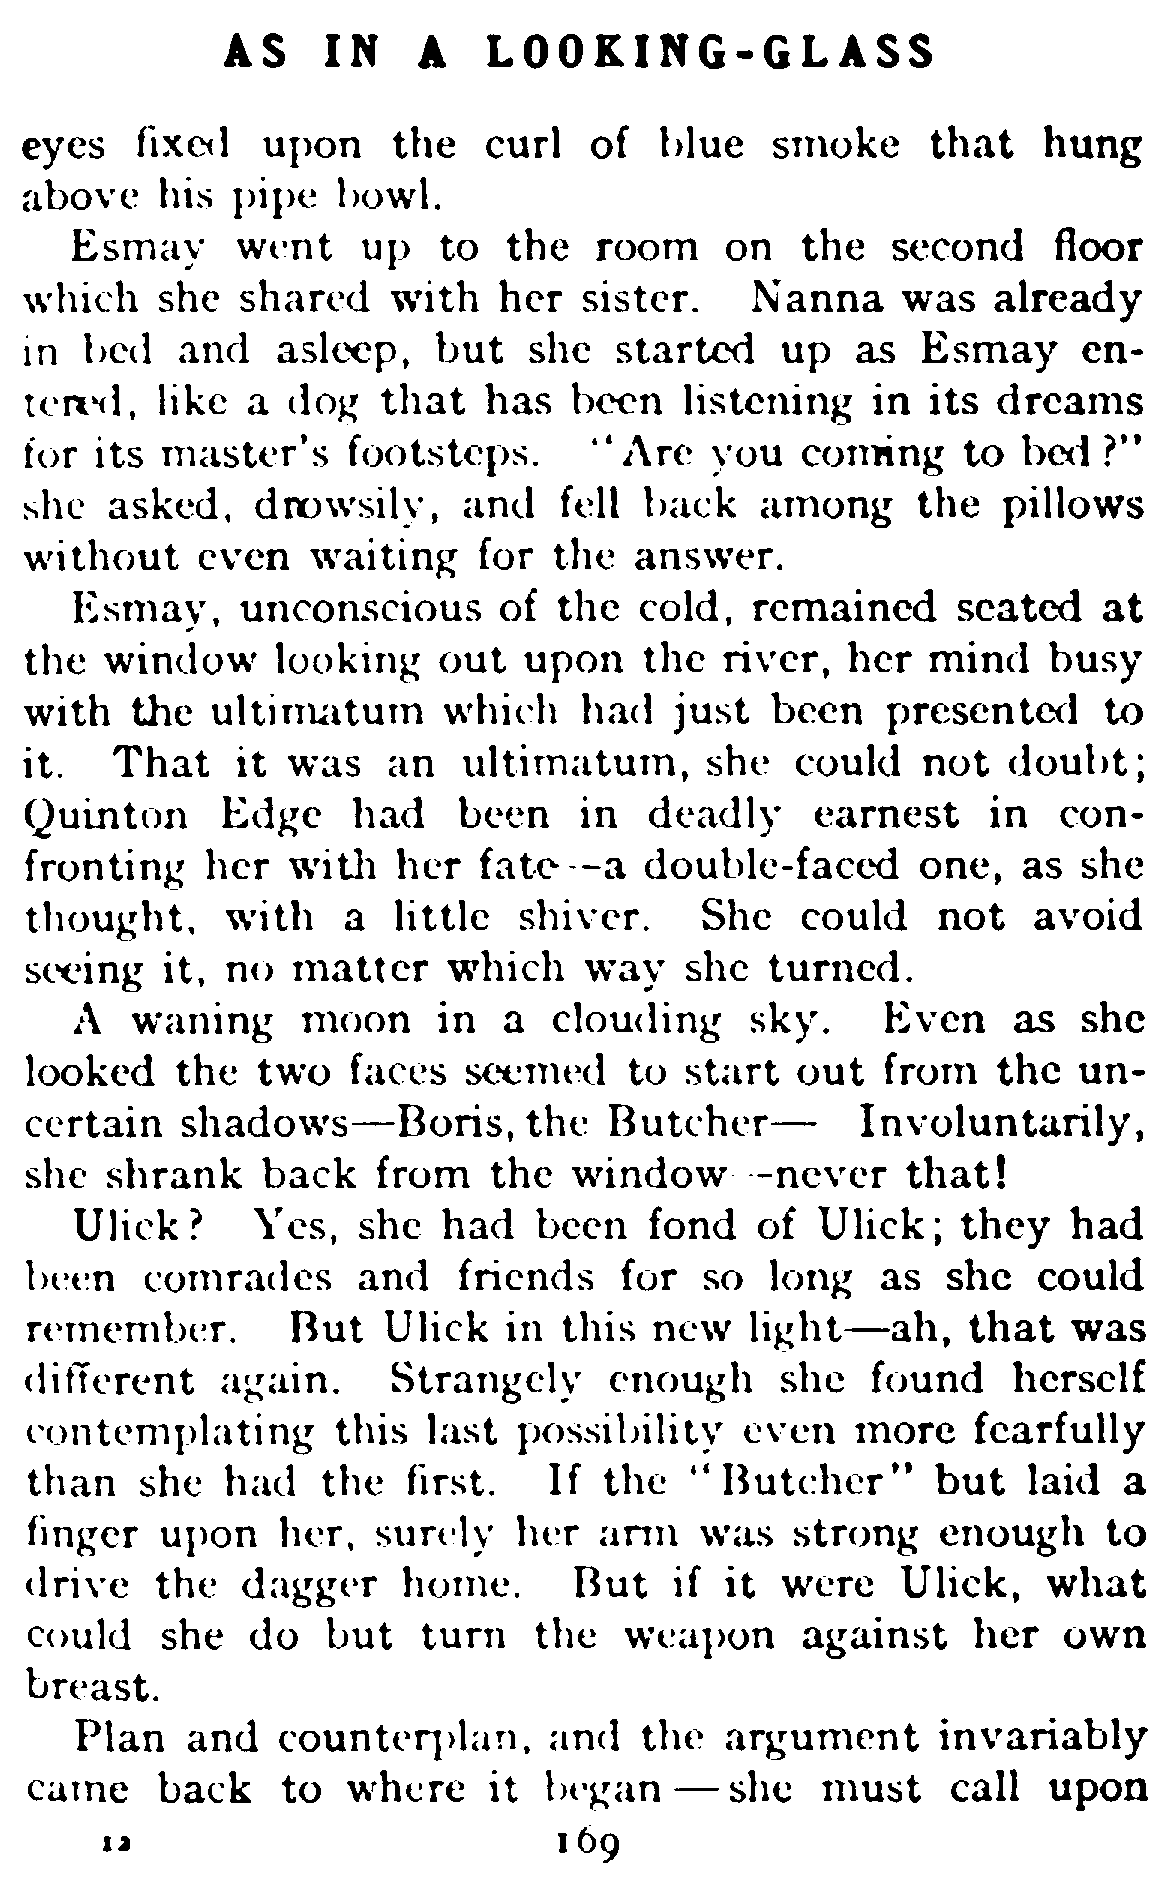 AS IN A LOOKING-GLASS
eyes fixed upon the curl of blue smoke that hung
above his pipe bowl.
Esmay went up to the room on the second floor
which she shared with her sister. Nanna was already
in bed and asleep, but she started up as Esmay en-
tered, like a dog that has been listening in its dreams
for its master's footsteps. "Are you coming to bed?"
she asked, drowsily, and fell back among the pillows
without even waiting for the answer.
Esmay, unconscious of the cold, remained seated at
the window looking out upon the river, her mind busy
with the ultimatum which had just been presented to
it. That it was an ultimatum, she could not doubt;
Quinton Edge had been in deadly earnest in con-
fronting her with her fate--a double-faced one, as she
thought, with a little shiver. She could not avoid
seeing it, no matter which way she turned.
A waning moon in a clouding sky. Even as she
looked the two faces seemed to start out from the un-
certain shadows—Boris, the Butcher— Involuntarily,
she shrank back from the window--never that!
Ulick? Yes, she had been fond of Ulick; they had
been comrades and friends for so long as she could
remember. But Ulick in this new light—ah, that was
different again. Strangely enough she found herself
contemplating this last possibility even more fearfully
than she had the first. If the "Butcher" but laid a
finger upon her, surely her arm was strong enough to
drive the dagger home. But if it were Ulick, what
could she do but turn the weapon against her own
breast.
Plan and counterplan, and the argument invariably
came back to where it began — she must call upon
12 169